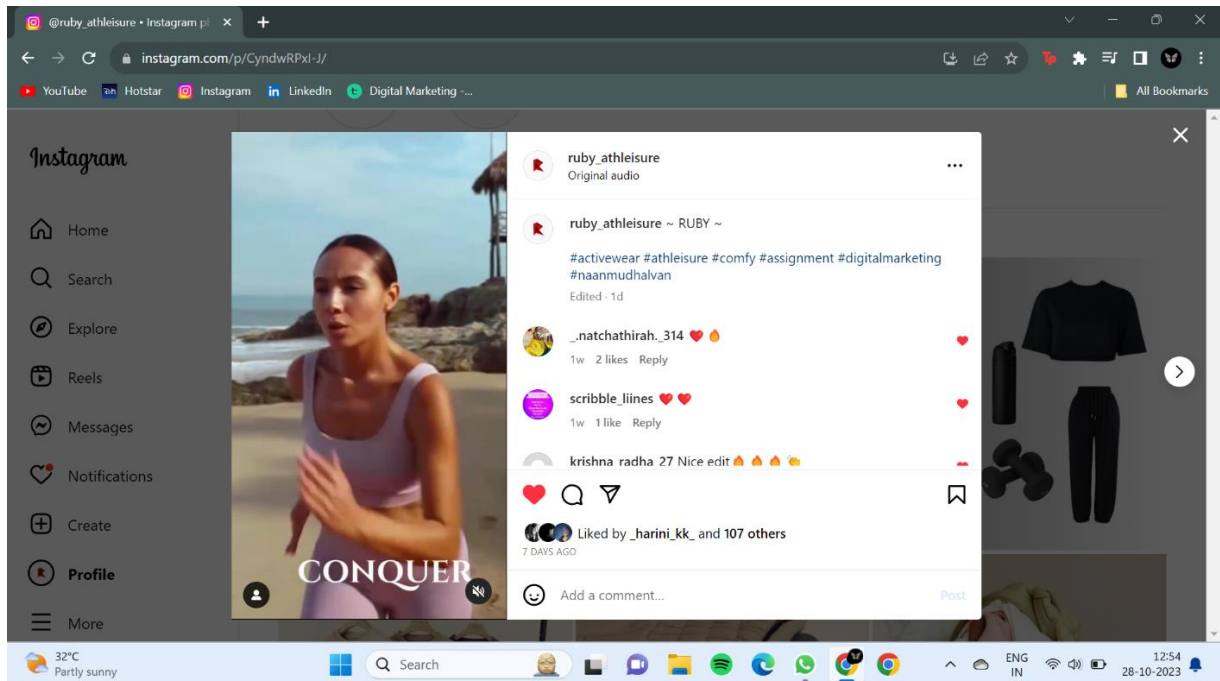 @ruby_athleisure • Instagram pl
instagram.com/p/CyndwRPxl-J/
YouTube Hotstar Instagram LinkedIn Digital Marketing -... All Bookmarks
Instagram
Home
Search
Explore
Reels
Messages
Notifications
Create
Profile
More
CONQUER
ruby_athleisure
Original audio
ruby_athleisure ~ RUBY ~
#activewear #athleisure #comfy #assignment #digitalmarketing
#naanmudhalvan
Edited · 1d
_.natchathirah._314 ❤️ 🔥
1w 2 likes Reply
scribble_liines ❤️ ❤️
1w 1 like Reply
krishna_radha_27 Nice edit🔥 🔥 🔥 👏
Liked by _harini_kk_ and 107 others
7 DAYS AGO
Add a comment...
Post
32°C
Partly sunny
Search
ENG
IN
12:54
28-10-2023